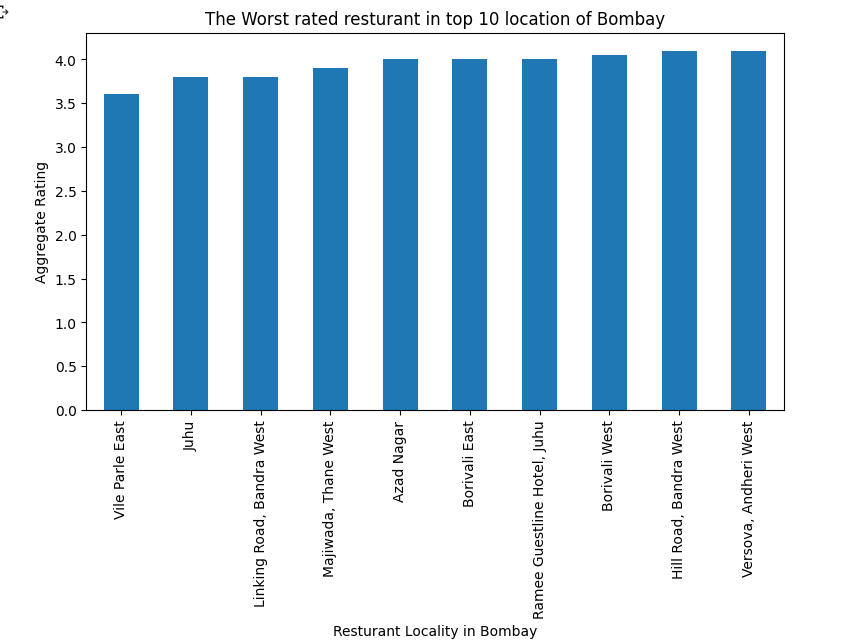 The Worst rated resturant in top 10 location of Bombay
Aggregate Rating
4.0
3.5
3.0
2.5
2.0
1.5
1.0
0.5
0.0
Vile Parle East
Juhu
Linking Road, Bandra West
Majiwada, Thane West
Azad Nagar
Borivali East
Ramee Guestline Hotel, Juhu
Borivali West
Hill Road, Bandra West
Versova, Andheri West
Resturant Locality in Bombay